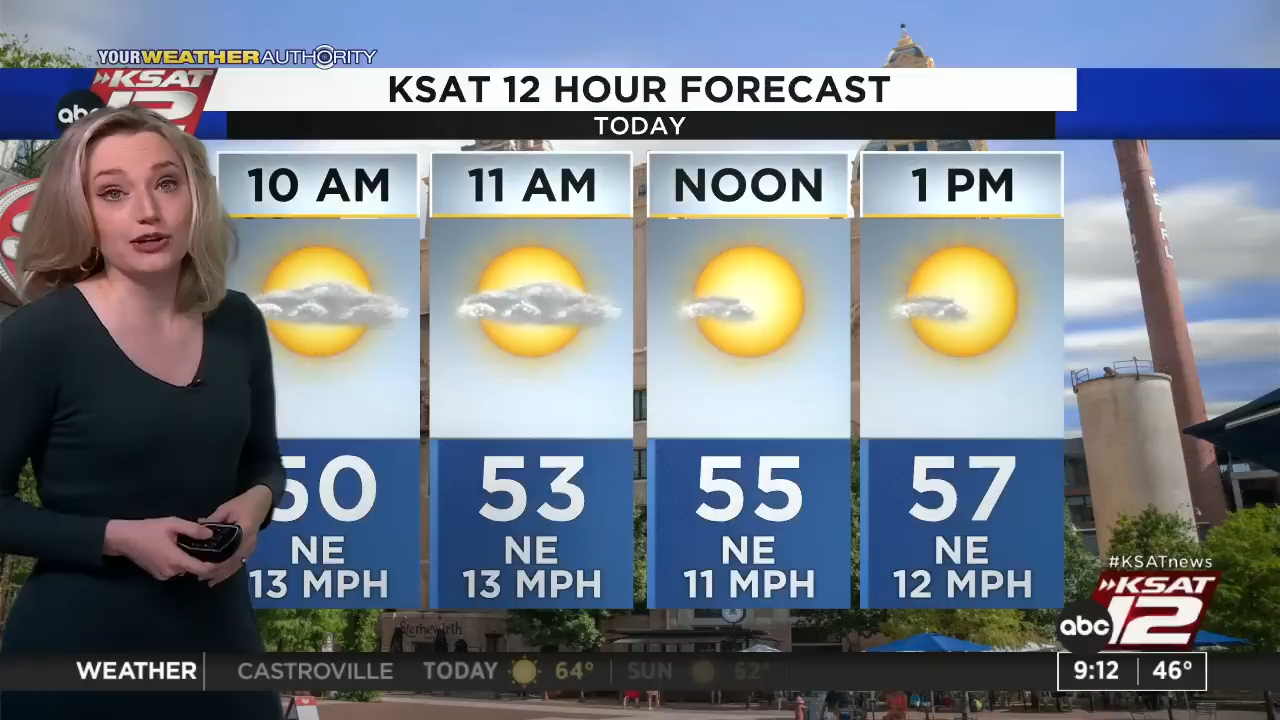 YOURWEATHERAUTHORITY
KSAT
12
abc
KSAT 12 HOUR FORECAST
TODAY
10 AM
11 AM
NOON
1 PM
50
53
55
57
NE
NE
NE
NE
13 MPH
13 MPH
11 MPH
12 MPH
PEARL
#KSATnews
KSAT
abc 12
WEATHER
CASTROVILLE TODAY 64° SUN 62°
9:12 46°